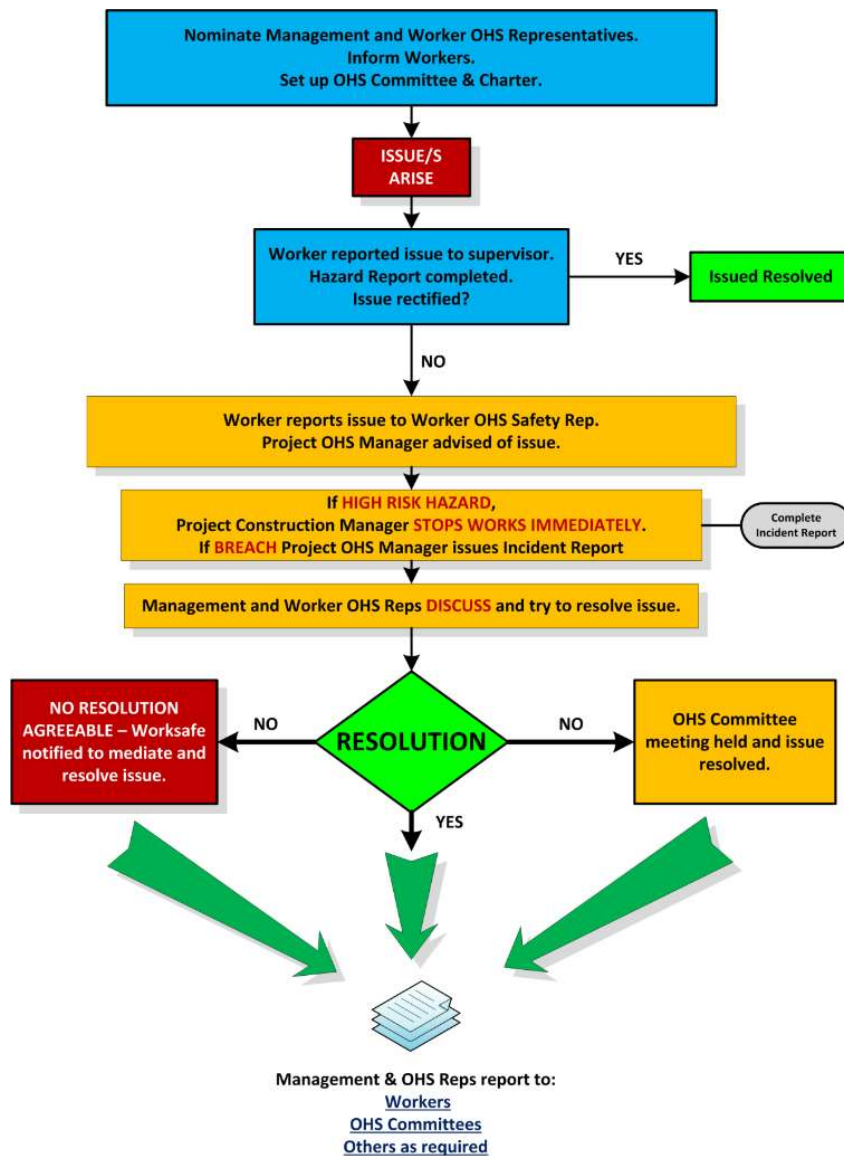 Nominate Management and Worker OHS Representatives.
Inform Workers.
Set up OHS Committee & Charter.
ISSUE/S
ARISE
Worker reported issue to supervisor.
Hazard Report completed.
Issue rectified?
YES
Issued Resolved
NO
Worker reports issue to Worker OHS Safety Rep.
Project OHS Manager advised of issue.
If HIGH RISK HAZARD,
Project Construction Manager STOPS WORKS IMMEDIATELY.
If BREACH Project OHS Manager issues Incident Report
Complete
Incident Report
Management and Worker OHS Reps DISCUSS and try to resolve issue.
NO RESOLUTION
AGREEABLE – Worksafe
notified to mediate and
resolve issue.
NO
RESOLUTION
NO
OHS Committee
meeting held and issue
resolved.
YES
Management & OHS Reps report to:
Workers
OHS Committees
Others as required